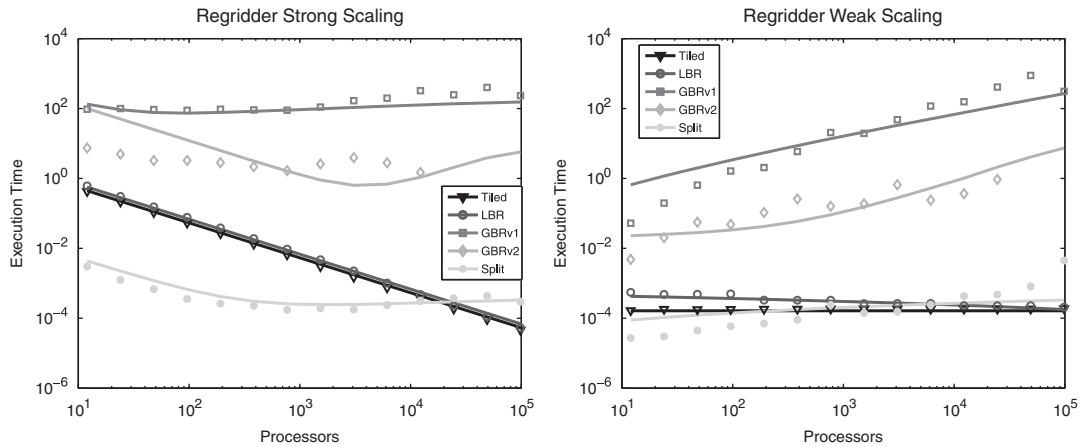 Regridder Strong Scaling
10^4
10^2
10^0
10^-2
10^-4
10^-6
Execution Time
Tiled
LBR
GBRv1
GBRv2
Split
10^1
10^2
10^3
10^4
10^5
Processors
Regridder Weak Scaling
10^4
10^2
10^0
10^-2
10^-4
10^-6
Execution Time
Tiled
LBR
GBRv1
GBRv2
Split
10^1
10^2
10^3
10^4
10^5
Processors